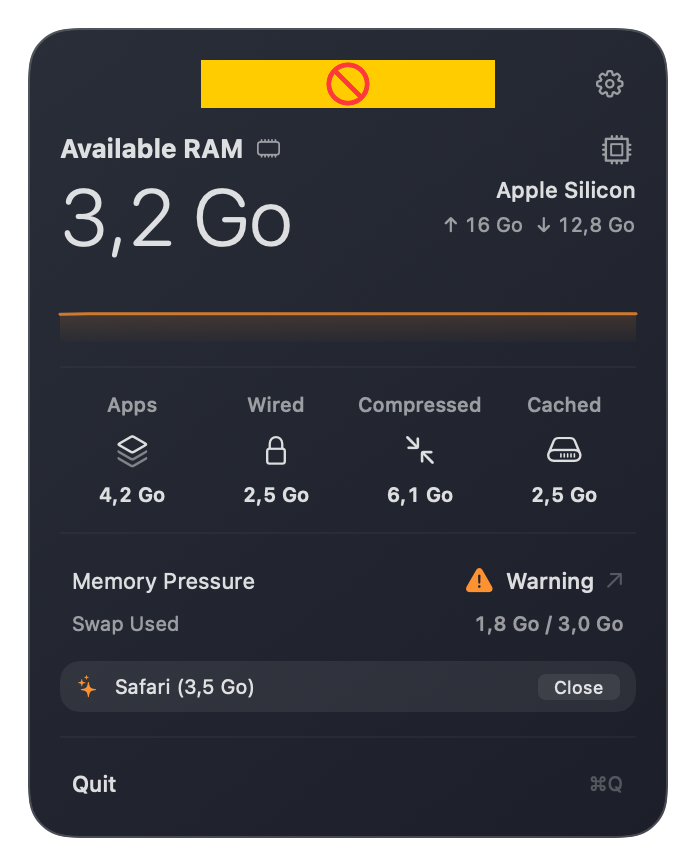 Available RAM
3,2 Go
Apple Silicon
↑ 16 Go ↓ 12,8 Go
Apps Wired Compressed Cached
4,2 Go 2,5 Go 6,1 Go 2,5 Go
Memory Pressure Warning
Swap Used 1,8 Go / 3,0 Go
Safari (3,5 Go) Close
Quit ⌘Q